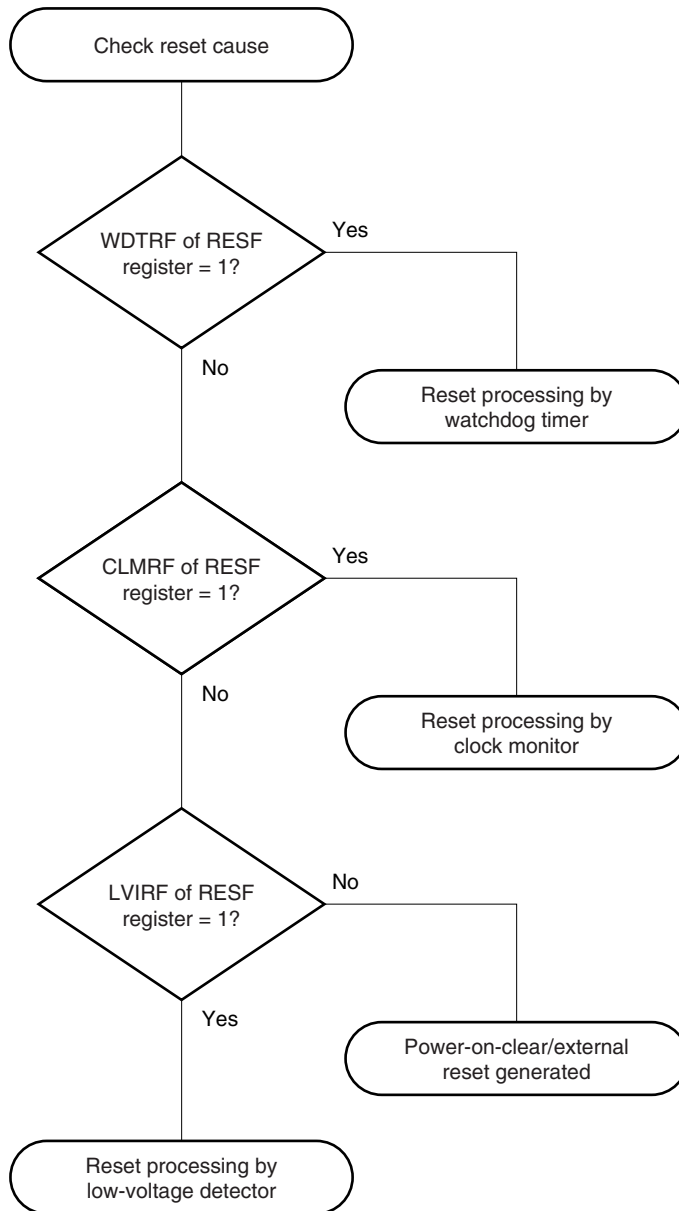 Check reset cause
WDTRF of RESF
register = 1?
Yes
No
Reset processing by
watchdog timer
CLMRF of RESF
register = 1?
Yes
No
Reset processing by
clock monitor
LVIRF of RESF
register = 1?
No
Yes
Power-on-clear/external
reset generated
Reset processing by
low-voltage detector